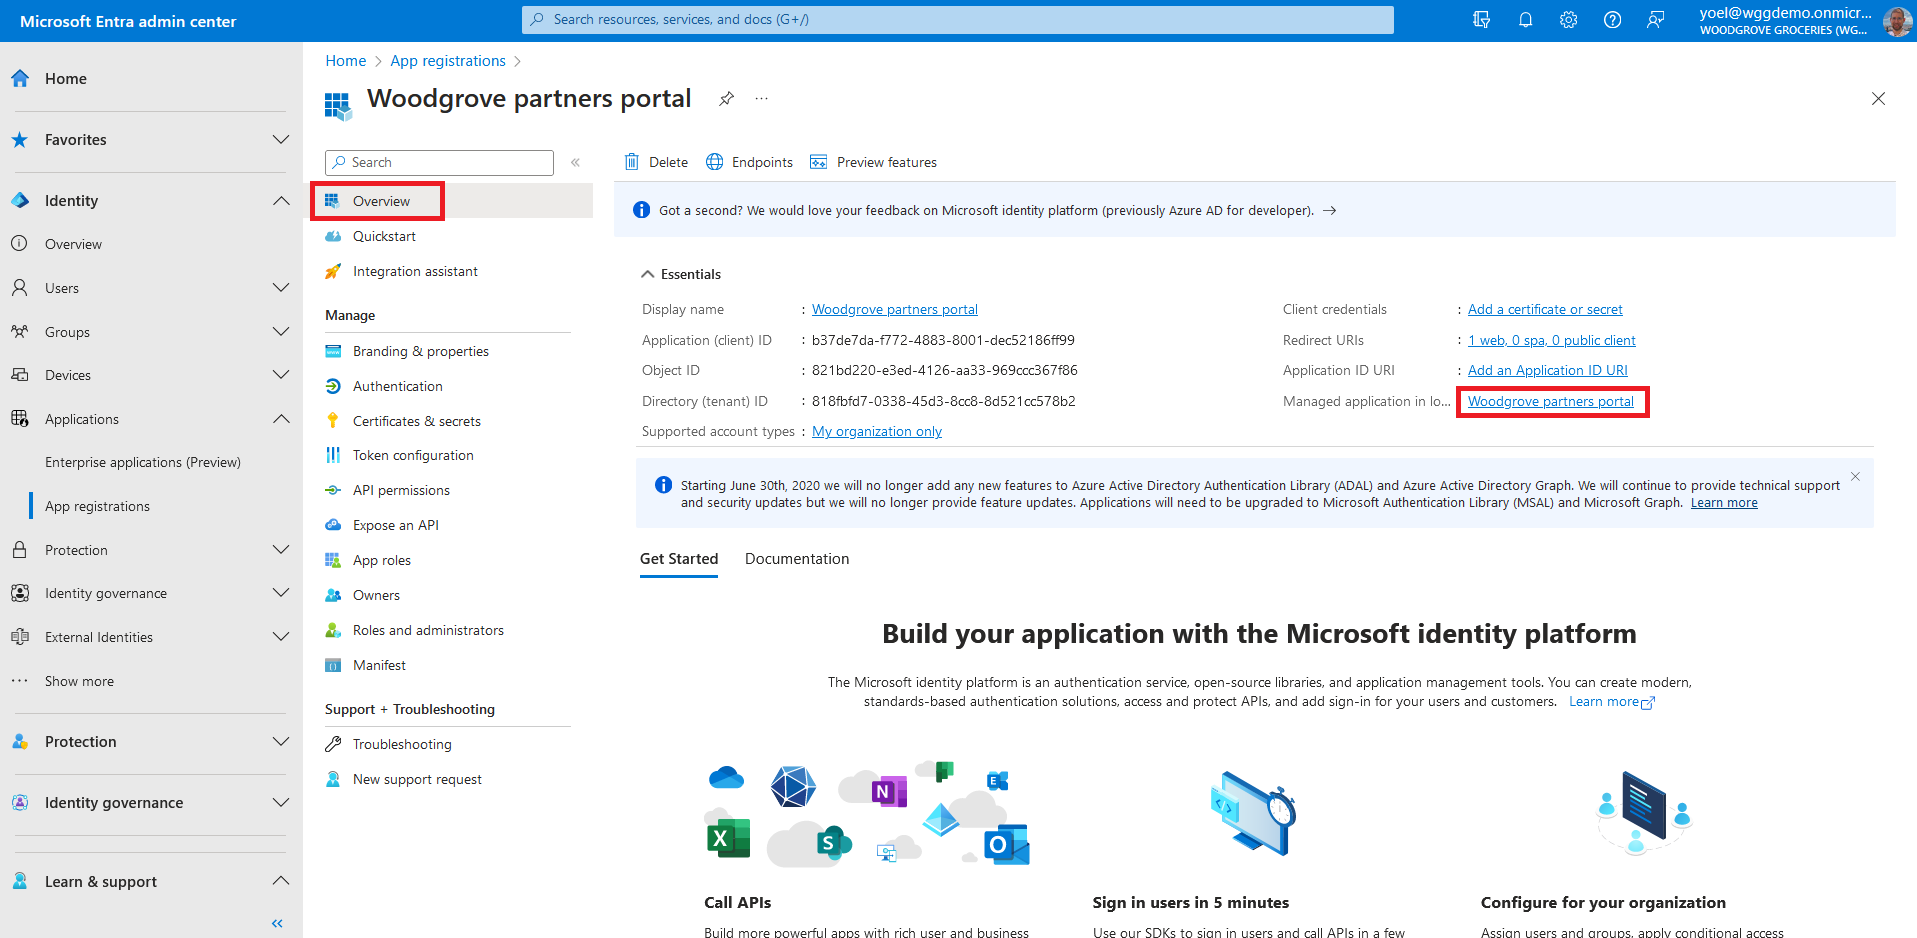 Microsoft Entra admin center
Search resources, services, and docs (G+/)
yoel@wggdemo.onmicr...
WOODGROVE GROCERIES (WG...
Home
Favorites
Identity
Overview
Users
Groups
Devices
Applications
Enterprise applications (Preview)
App registrations
Protection
Identity governance
External Identities
Show more
Protection
Identity governance
Learn & support
Home > App registrations >
Woodgrove partners portal
Search
Overview
Quickstart
Integration assistant
Manage
Branding & properties
Authentication
Certificates & secrets
Token configuration
API permissions
Expose an API
App roles
Owners
Roles and administrators
Manifest
Support + Troubleshooting
Troubleshooting
New support request
Delete Endpoints Preview features
Got a second? We would love your feedback on Microsoft identity platform (previously Azure AD for developer). →
Essentials
Display name : Woodgrove partners portal
Application (client) ID : b37de7da-f772-4883-8001-dec52186ff99
Object ID : 821bd220-e3ed-4126-aa33-969ccc367f86
Directory (tenant) ID : 818fbfd7-0338-45d3-8cc8-8d521cc578b2
Supported account types : My organization only
Client credentials : Add a certificate or secret
Redirect URIs : 1 web, 0 spa, 0 public client
Application ID URI : Add an Application ID URI
Managed application in lo... : Woodgrove partners portal
Starting June 30th, 2020 we will no longer add any new features to Azure Active Directory Authentication Library (ADAL) and Azure Active Directory Graph. We will continue to provide technical support
and security updates but we will no longer provide feature updates. Applications will need to be upgraded to Microsoft Authentication Library (MSAL) and Microsoft Graph. Learn more
Get Started Documentation
Build your application with the Microsoft identity platform
The Microsoft identity platform is an authentication service, open-source libraries, and application management tools. You can create modern,
standards-based authentication solutions, access and protect APIs, and add sign-in for your users and customers. Learn more
N
E
X
S
O
Call APIs
Build more powerful apps with rich user and business
Sign in users in 5 minutes
Use our SDKs to sign in users and call APIs in a few
Configure for your organization
Assign users and groups, apply conditional access